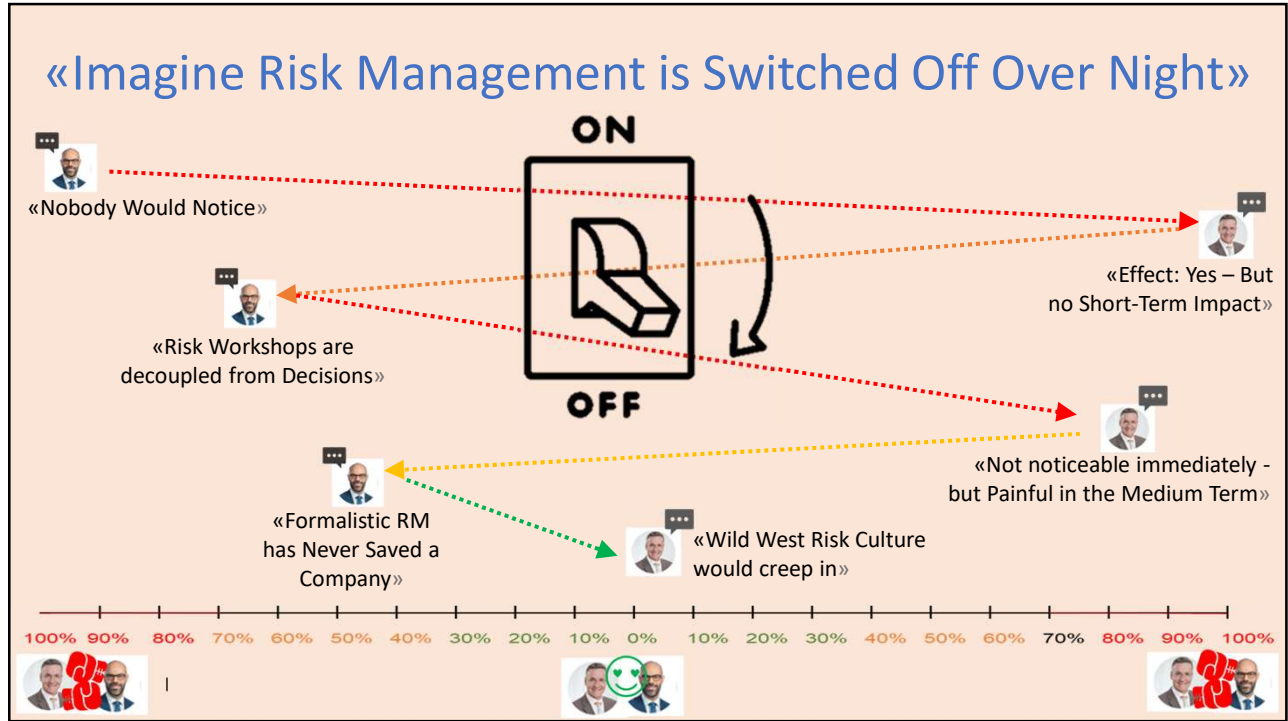 «Imagine Risk Management is Switched Off Over Night»
ON
«Nobody Would Notice»
«Effect: Yes – But
no Short-Term Impact»
«Risk Workshops are
decoupled from Decisions»
OFF
«Not noticeable immediately -
but Painful in the Medium Term»
«Formalistic RM
has Never Saved a
Company»
«Wild West Risk Culture
would creep in»
100% 90% 80% 70% 60% 50% 40% 30% 20% 10% 0% 10% 20% 30% 40% 50% 60% 70% 80% 90% 100%
|